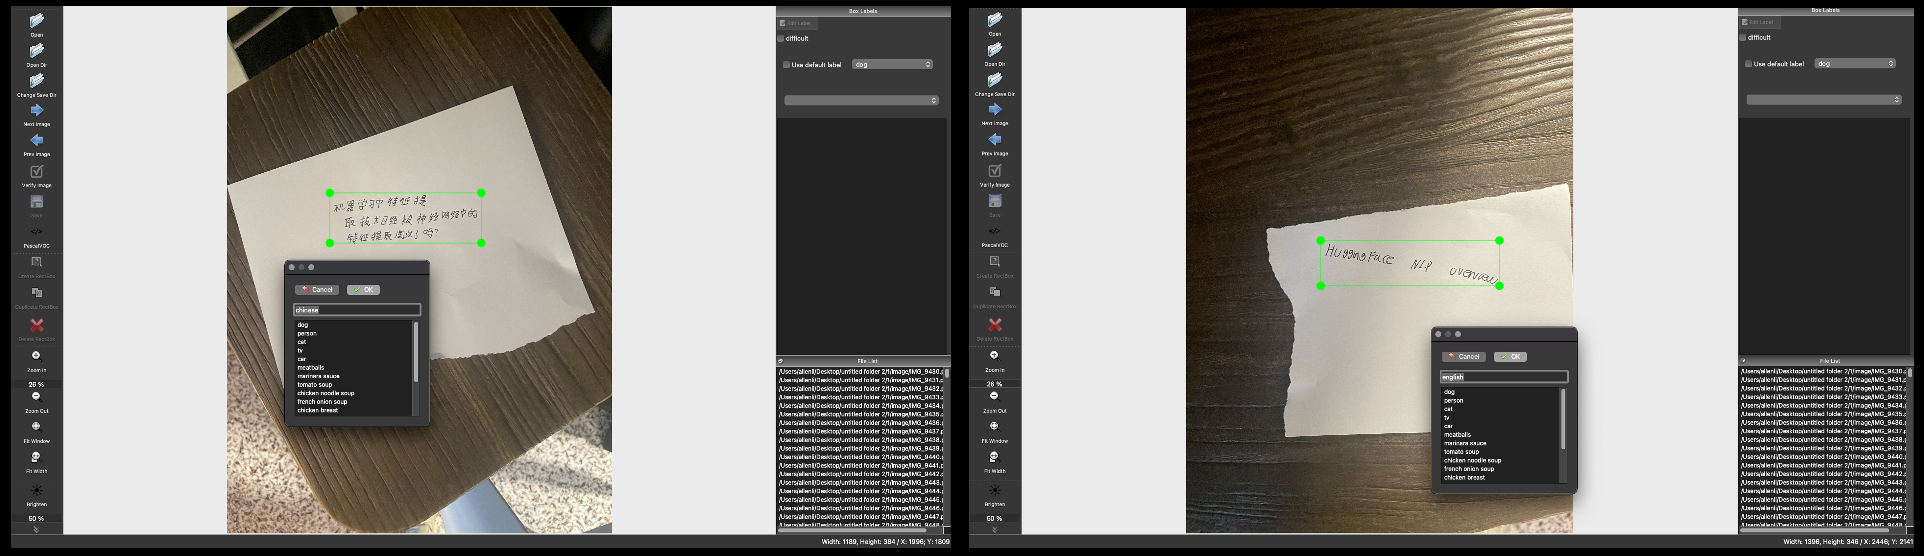 Open
Open Dir
Change Save Dir
Next Image
Prev Image
Verify Image
Save
</>
PascalVOC
Create RectBox
Duplicate RectBox
Delete RectBox
Zoom In
26 %
Zoom Out
Fit Window
Fit Width
Brighten
50 %
机器学习中特征提
取技术已经被神经网络中的
特征提取
吗?
Cancel OK
chinese
dog
person
cat
tv
car
meatballs
marinara sauce
tomato soup
chicken noodle soup
french onion soup
chicken breast
Box Labels
Edit Label
difficult
Use default label dog
File List
/Users/allenli/Desktop/untitled folder 2/1/image/IMG_9430.p
/Users/allenli/Desktop/untitled folder 2/1/image/IMG_9431.p
/Users/allenli/Desktop/untitled folder 2/1/image/IMG_9432.p
/Users/allenli/Desktop/untitled folder 2/1/image/IMG_9433.p
/Users/allenli/Desktop/untitled folder 2/1/image/IMG_9434.p
/Users/allenli/Desktop/untitled folder 2/1/image/IMG_9435.p
/Users/allenli/Desktop/untitled folder 2/1/image/IMG_9436.p
/Users/allenli/Desktop/untitled folder 2/1/image/IMG_9437.p
/Users/allenli/Desktop/untitled folder 2/1/image/IMG_9438.p
/Users/allenli/Desktop/untitled folder 2/1/image/IMG_9439.p
/Users/allenli/Desktop/untitled folder 2/1/image/IMG_9440.p
/Users/allenli/Desktop/untitled folder 2/1/image/IMG_9441.p
/Users/allenli/Desktop/untitled folder 2/1/image/IMG_9442.p
/Users/allenli/Desktop/untitled folder 2/1/image/IMG_9443.p
/Users/allenli/Desktop/untitled folder 2/1/image/IMG_9444.p
/Users/allenli/Desktop/untitled folder 2/1/image/IMG_9445.p
/Users/allenli/Desktop/untitled folder 2/1/image/IMG_9446.p
/Users/allenli/Desktop/untitled folder 2/1/image/IMG_9447.p
/Users/allenli/Desktop/untitled folder 2/1/image/IMG_9448.p
Width: 1189, Height: 384 / X: 1996; Y: 1809
Open
Open Dir
Change Save Dir
Next Image
Prev Image
Verify Image
Save
</>
PascalVOC
Create RectBox
Duplicate RectBox
Delete RectBox
Zoom In
26 %
Zoom Out
Fit Window
Fit Width
Brighten
50 %
HuggingFace NLP overview
Cancel OK
english
dog
person
cat
tv
car
meatballs
marinara sauce
tomato soup
chicken noodle soup
french onion soup
chicken breast
Box Labels
Edit Label
difficult
Use default label dog
File List
/Users/allenli/Desktop/untitled folder 2/1/image/IMG_9430.p
/Users/allenli/Desktop/untitled folder 2/1/image/IMG_9431.p
/Users/allenli/Desktop/untitled folder 2/1/image/IMG_9432.p
/Users/allenli/Desktop/untitled folder 2/1/image/IMG_9433.p
/Users/allenli/Desktop/untitled folder 2/1/image/IMG_9434.p
/Users/allenli/Desktop/untitled folder 2/1/image/IMG_9435.p
/Users/allenli/Desktop/untitled folder 2/1/image/IMG_9436.p
/Users/allenli/Desktop/untitled folder 2/1/image/IMG_9437.p
/Users/allenli/Desktop/untitled folder 2/1/image/IMG_9438.p
/Users/allenli/Desktop/untitled folder 2/1/image/IMG_9439.p
/Users/allenli/Desktop/untitled folder 2/1/image/IMG_9440.p
/Users/allenli/Desktop/untitled folder 2/1/image/IMG_9441.p
/Users/allenli/Desktop/untitled folder 2/1/image/IMG_9442.p
/Users/allenli/Desktop/untitled folder 2/1/image/IMG_9443.p
/Users/allenli/Desktop/untitled folder 2/1/image/IMG_9444.p
/Users/allenli/Desktop/untitled folder 2/1/image/IMG_9445.p
/Users/allenli/Desktop/untitled folder 2/1/image/IMG_9446.p
/Users/allenli/Desktop/untitled folder 2/1/image/IMG_9447.p
Width: 1396, Height: 346 / X: 2446; Y: 2141